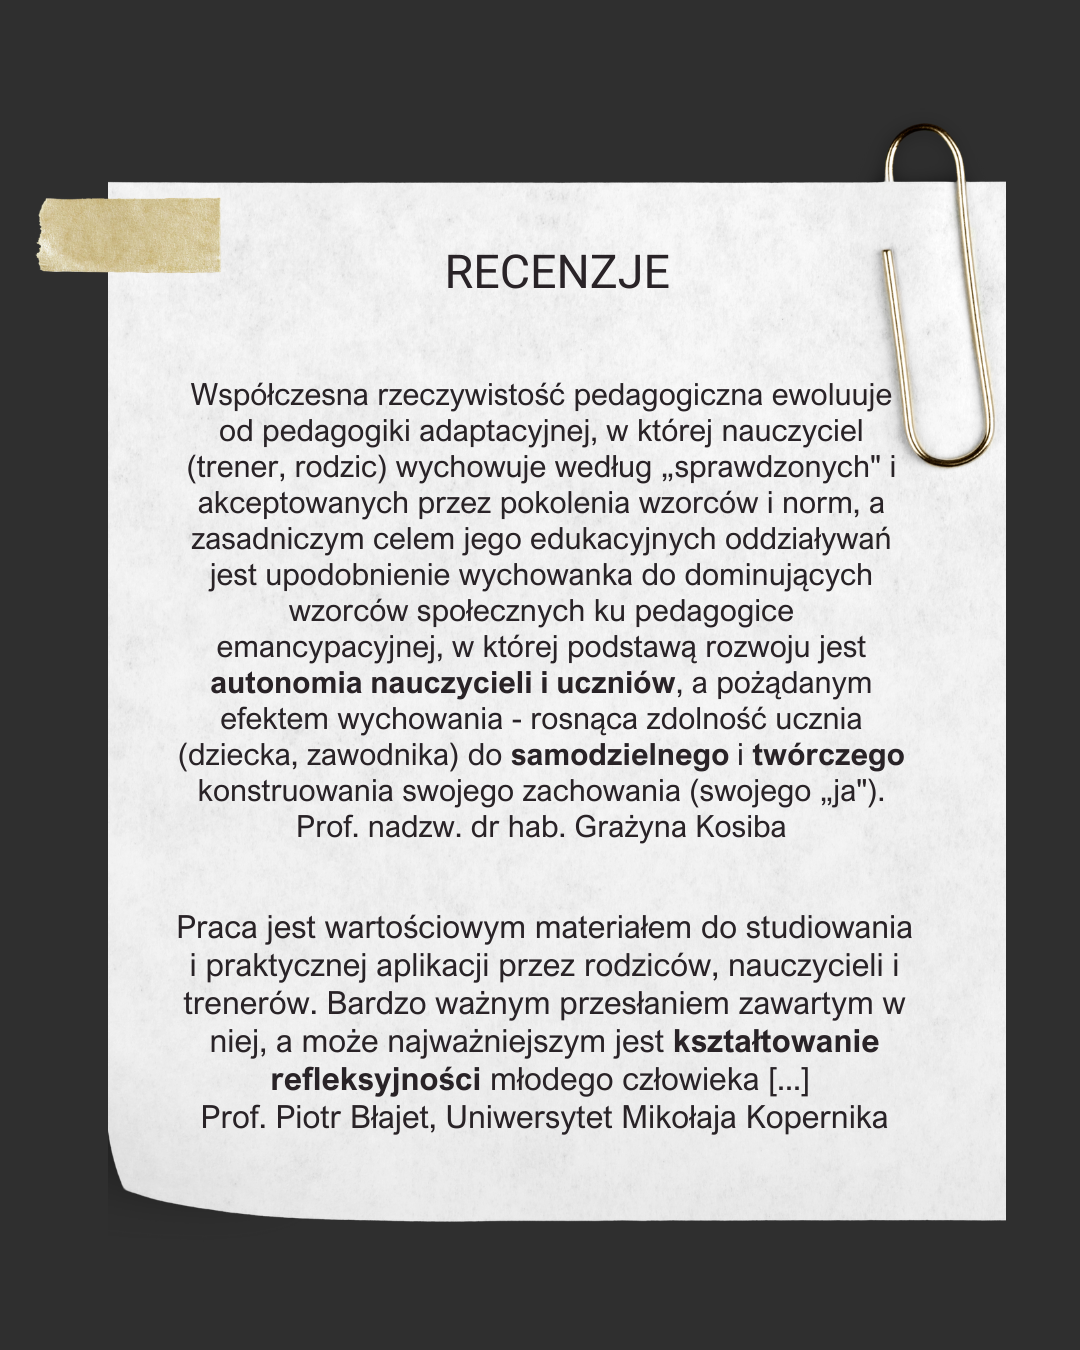 RECENZJE
Współczesna rzeczywistość pedagogiczna ewoluuje
od pedagogiki adaptacyjnej, w której nauczyciel
(trener, rodzic) wychowuje według „sprawdzonych" i
akceptowanych przez pokolenia wzorców i norm, a
zasadniczym celem jego edukacyjnych oddziaływań
jest upodobnienie wychowanka do dominujących
wzorców społecznych ku pedagogice
emancypacyjnej, w której podstawą rozwoju jest
autonomia nauczycieli i uczniów, a pożądanym
efektem wychowania - rosnąca zdolność ucznia
(dziecka, zawodnika) do samodzielnego i twórczego
konstruowania swojego zachowania (swojego „ja").
Prof. nadzw. dr hab. Grażyna Kosiba
Praca jest wartościowym materiałem do studiowania
i praktycznej aplikacji przez rodziców, nauczycieli i
trenerów. Bardzo ważnym przesłaniem zawartym w
niej, a może najważniejszym jest kształtowanie
refleksyjności młodego człowieka [...]
Prof. Piotr Błajet, Uniwersytet Mikołaja Kopernika